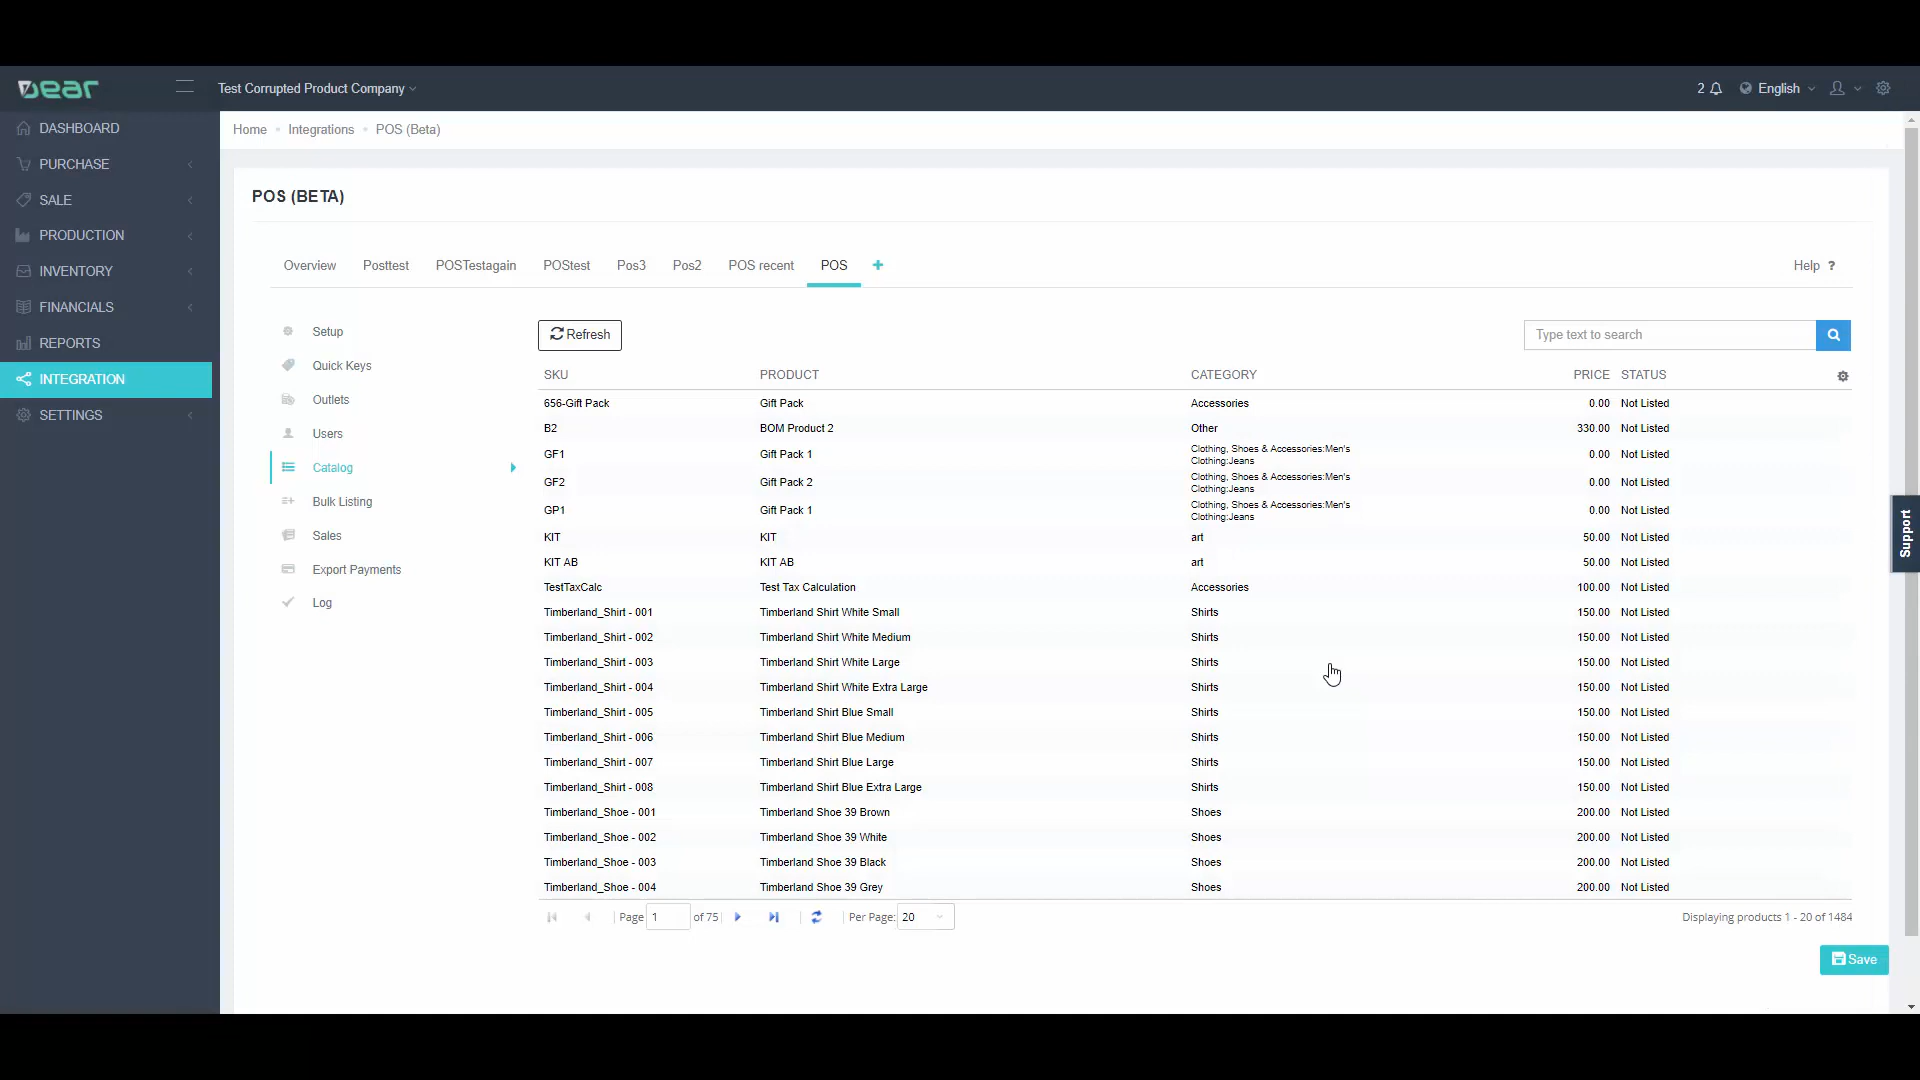 Dear
Test Corrupted Product Company
2
English
DASHBOARD
PURCHASE
SALE
PRODUCTION
INVENTORY
FINANCIALS
REPORTS
INTEGRATION
SETTINGS
Home Integrations POS (Beta)
POS (BETA)
Overview Posttest POSTestagain POStest Pos3 Pos2 POS recent POS + Help ?
Setup
Quick Keys
Outlets
Users
Catalog
Bulk Listing
Sales
Export Payments
Log
Refresh
Type text to search
SKU PRODUCT CATEGORY PRICE STATUS
656-Gift Pack Gift Pack Accessories 0.00 Not Listed
B2 BOM Product 2 Other 330.00 Not Listed
GF1 Gift Pack 1 Clothing, Shoes & Accessories:Men's
Clothing:Jeans 0.00 Not Listed
GF2 Gift Pack 2 Clothing, Shoes & Accessories:Men's
Clothing:Jeans 0.00 Not Listed
GP1 Gift Pack 1 Clothing, Shoes & Accessories:Men's
Clothing:Jeans 0.00 Not Listed
KIT KIT art 50.00 Not Listed
KIT AB KIT AB art 50.00 Not Listed
TestTaxCalc Test Tax Calculation Accessories 100.00 Not Listed
Timberland_Shirt - 001 Timberland Shirt White Small Shirts 150.00 Not Listed
Timberland_Shirt - 002 Timberland Shirt White Medium Shirts 150.00 Not Listed
Timberland_Shirt - 003 Timberland Shirt White Large Shirts 150.00 Not Listed
Timberland_Shirt - 004 Timberland Shirt White Extra Large Shirts 150.00 Not Listed
Timberland_Shirt - 005 Timberland Shirt Blue Small Shirts 150.00 Not Listed
Timberland_Shirt - 006 Timberland Shirt Blue Medium Shirts 150.00 Not Listed
Timberland_Shirt - 007 Timberland Shirt Blue Large Shirts 150.00 Not Listed
Timberland_Shirt - 008 Timberland Shirt Blue Extra Large Shirts 150.00 Not Listed
Timberland_Shoe - 001 Timberland Shoe 39 Brown Shoes 200.00 Not Listed
Timberland_Shoe - 002 Timberland Shoe 39 White Shoes 200.00 Not Listed
Timberland_Shoe - 003 Timberland Shoe 39 Black Shoes 200.00 Not Listed
Timberland_Shoe - 004 Timberland Shoe 39 Grey Shoes 200.00 Not Listed
Page 1 of 75 Per Page: 20 Displaying products 1 - 20 of 1484
Save
Support